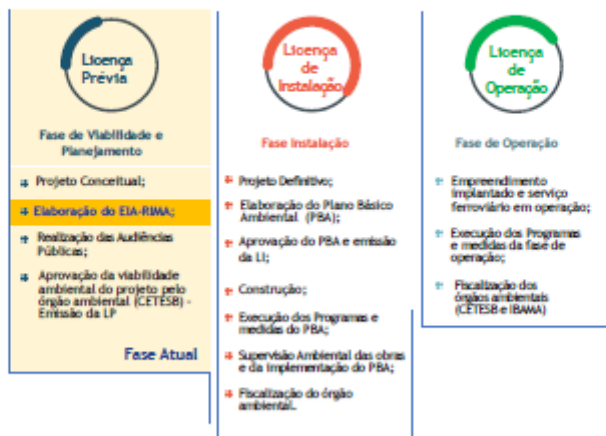 Licença
Prévia
Fase de Viabilidade e
Planejamento
Projeto Conceitual;
Elaboração do EIA-RIMA;
Realização das Audiências
Públicas;
Aprovação da viabilidade
ambiental do projeto pelo
órgão ambiental (CETESB) -
Emissão da LP
Fase Atual
Licença
de
Instalação
Fase Instalação
Projeto Definitivo;
Elaboração do Plano Básico
Ambiental (PBA);
Aprovação do PBA e emissão
da LI;
Construção;
Execução dos Programas e
medidas do PBA;
Supervisão Ambiental das obras
e da implementação do PBA;
Fiscalização do órgão
ambiental.
Licença
de
Operação
Fase de Operação
Empreendimento
implantado e serviço
ferroviário em operação;
Execução dos Programas
e medidas da fase de
operação;
Fiscalização dos
órgãos ambientais
(CETESB e IBAMA)